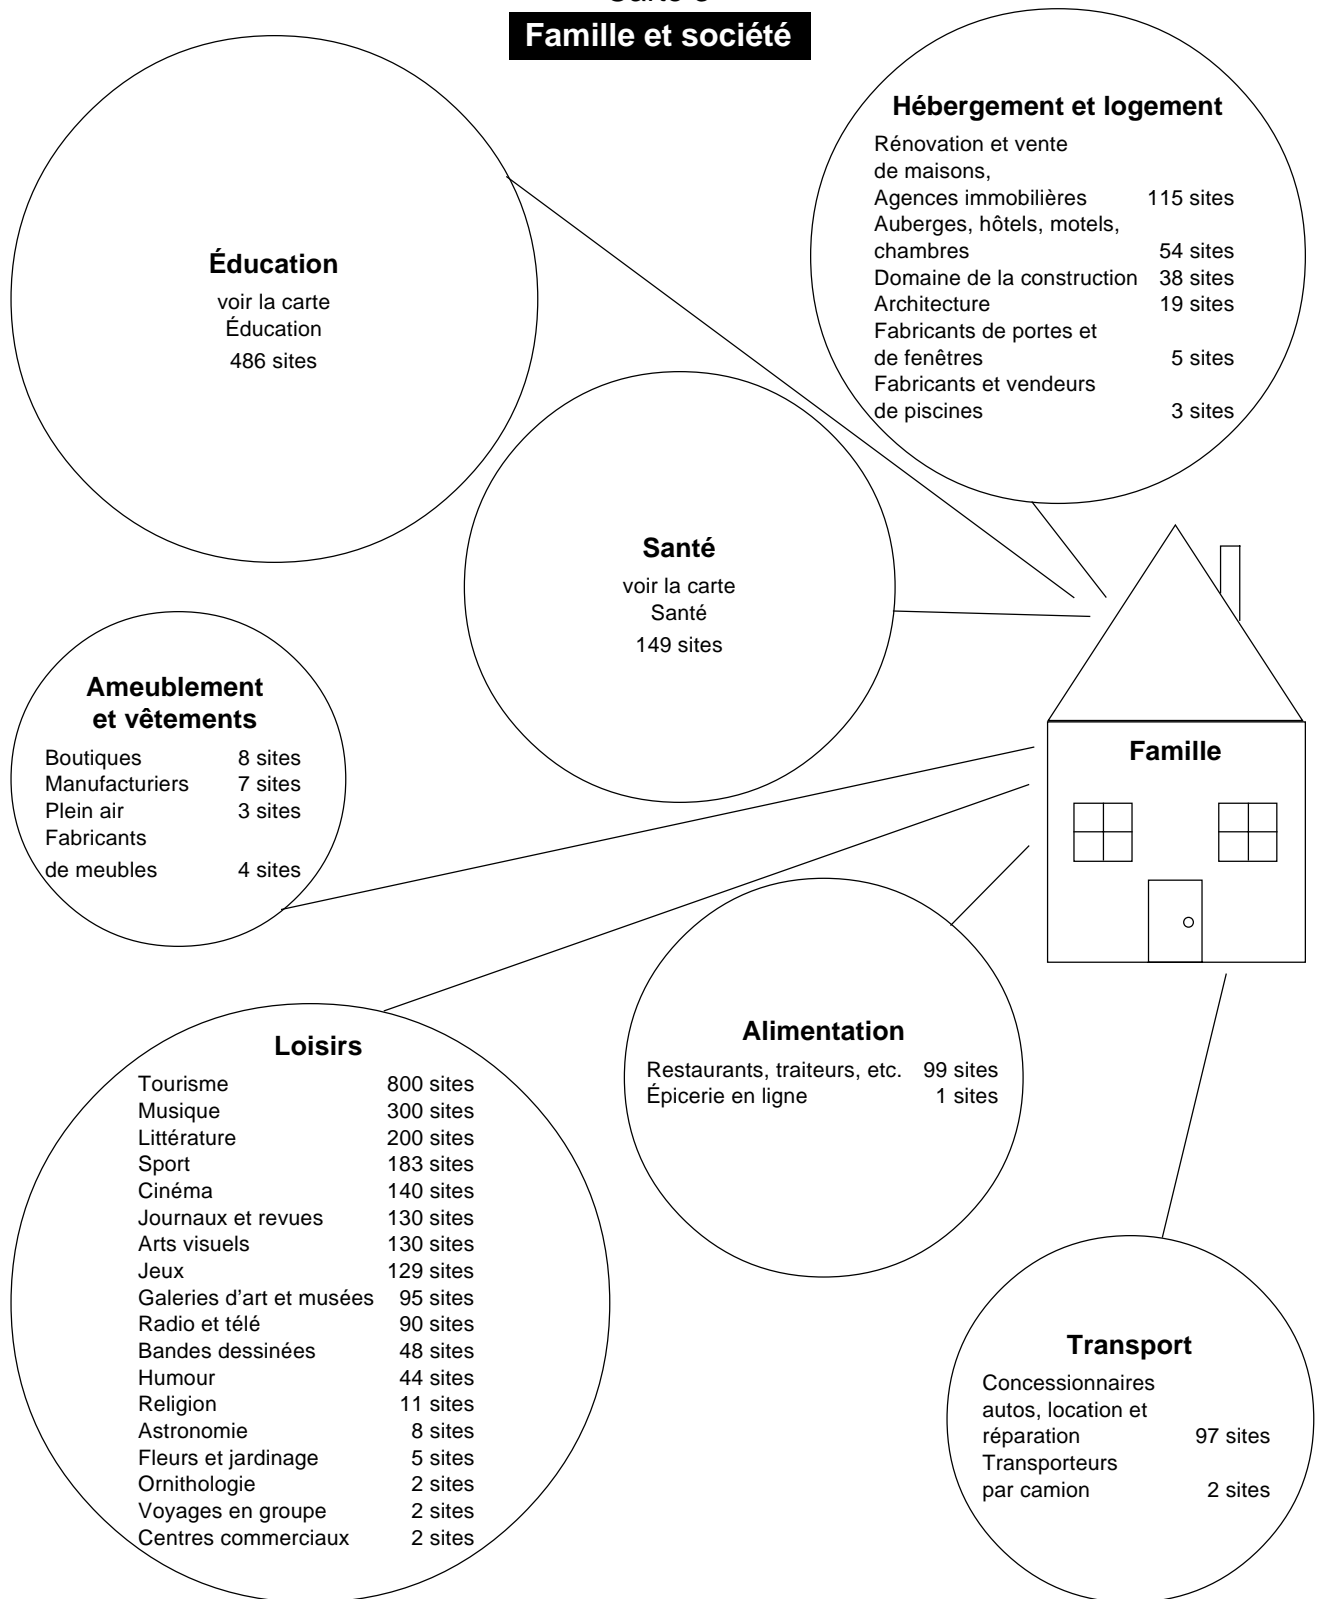 Famille et société
Hébergement et logement
Rénovation et vente
de maisons,
Agences immobilières 115 sites
Auberges, hôtels, motels,
chambres 54 sites
Domaine de la construction 38 sites
Architecture 19 sites
Fabricants de portes et
de fenêtres 5 sites
Fabricants et vendeurs
de piscines 3 sites
Éducation
voir la carte
Éducation
486 sites
Santé
voir la carte
Santé
149 sites
Ameublement
et vêtements
Boutiques 8 sites
Manufacturiers 7 sites
Plein air 3 sites
Fabricants
de meubles 4 sites
Famille
Alimentation
Restaurants, traiteurs, etc. 99 sites
Épicerie en ligne 1 sites
Loisirs
Tourisme 800 sites
Musique 300 sites
Littérature 200 sites
Sport 183 sites
Cinéma 140 sites
Journaux et revues 130 sites
Arts visuels 130 sites
Jeux 129 sites
Galeries d'art et musées 95 sites
Radio et télé 90 sites
Bandes dessinées 48 sites
Humour 44 sites
Religion 11 sites
Astronomie 8 sites
Fleurs et jardinage 5 sites
Ornithologie 2 sites
Voyages en groupe 2 sites
Centres commerciaux 2 sites
Transport
Concessionnaires
autos, location et
réparation 97 sites
Transporteurs
par camion 2 sites